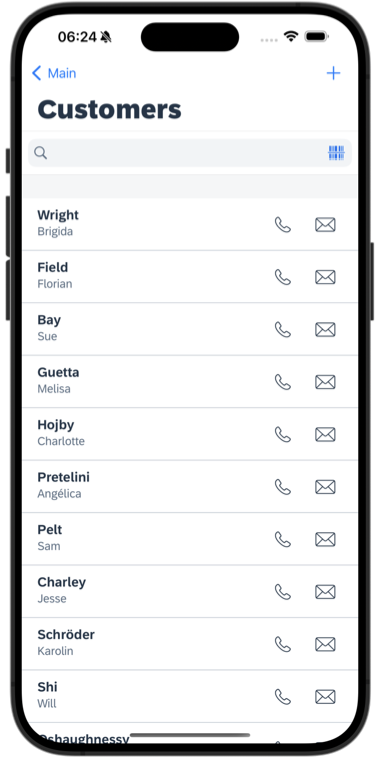 06:24
Main
Customers
Wright
Brigida
Field
Florian
Bay
Sue
Guetta
Melisa
Hojby
Charlotte
Pretelini
Angélica
Pelt
Sam
Charley
Jesse
Schröder
Karolin
Shi
Will
Oshaughnessy